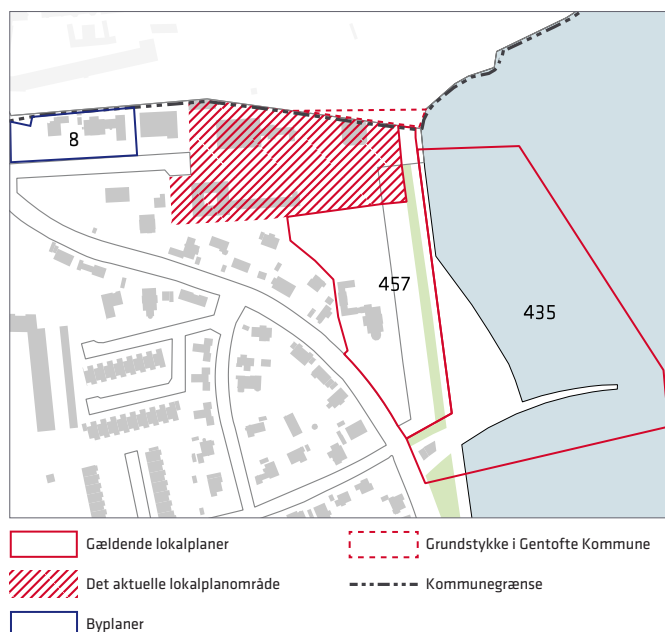 8
457
435
Gældende lokalplaner
Grundstykke i Gentofte Kommune
Det aktuelle lokalplanområde
Kommunegrænse
Byplaner